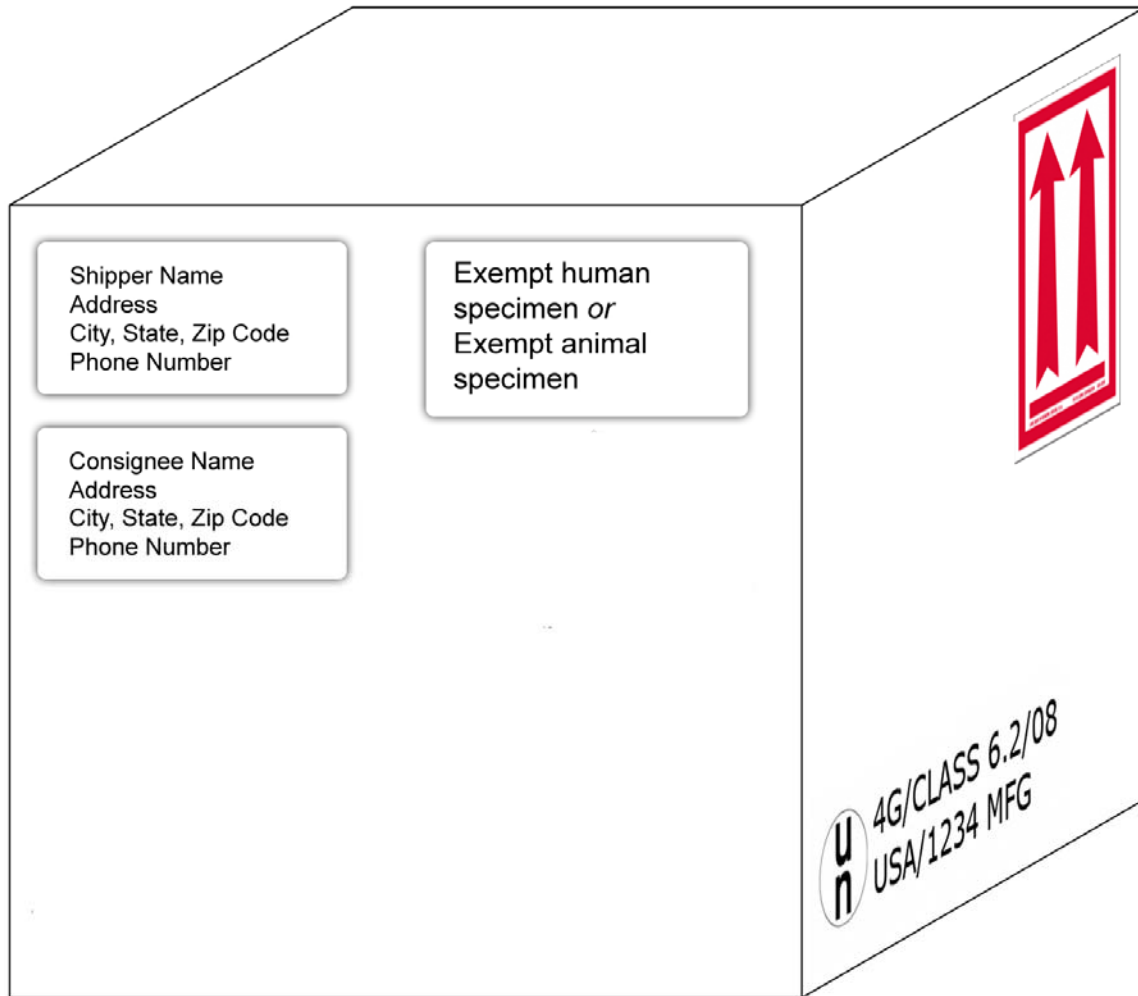 Shipper Name
Address
City, State, Zip Code
Phone Number
Exempt human
specimen or
Exempt animal
specimen
Consignee Name
Address
City, State, Zip Code
Phone Number
un
4G/CLASS 6.2/08
USA/1234 MFG